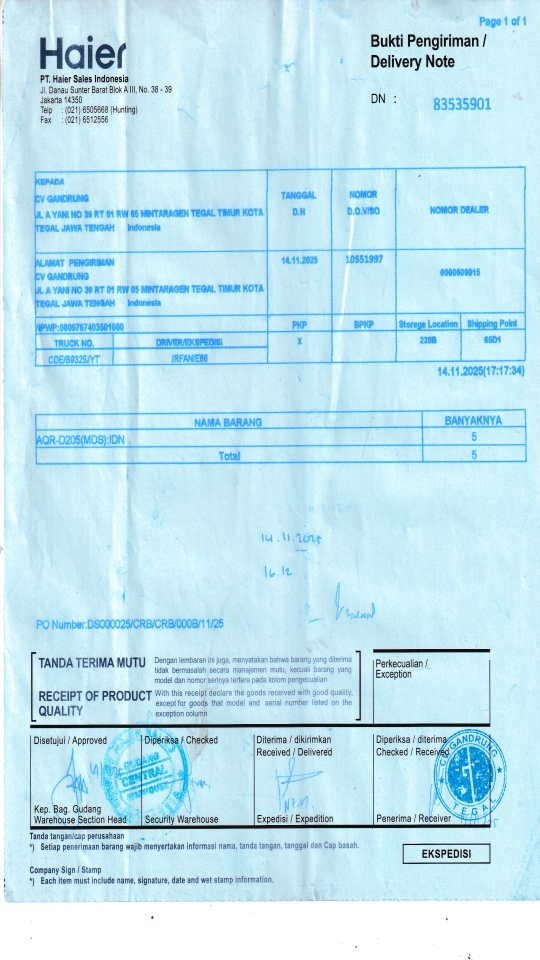 Page 1 of 1
Haier
Bukti Pengiriman /
Delivery Note
PT. Haier Sales Indonesia
Jl. Danau Sunter Barat Blok A III, No. 38 - 39
Jakarta 14350
Telp : (021) 6505668 (Hunting)
Fax : (021) 6512556
DN : 83535901
KEPADA
CV GANDRUNG
JL A YANI NO 36 RT 01 RW 05 MINTARAGEN TEGAL TIMUR KOTA
TEGAL JAWA TENGAH Indonesia
TANGGAL
D.N
NOMOR
D.O.V/SO
NOMOR DEALER
ALAMAT PENGIRIMAN
CV GANDRUNG
JL A YANI NO 36 RT 01 RW 05 MINTARAGEN TEGAL TIMUR KOTA
TEGAL JAWA TENGAH Indonesia
14.11.2025
10551997
NPWP:
PKP
BPKP
Storege Location
Shipping Point
TRUCK NO.
DRIVER/EKSPEDISI
X
228B
65D1
CDE/B9325/YT
IRFAN/E66
14.11.2025(17:17:34)
NAMA BARANG
BANYAKNYA
AQR-D205(MDS):IDN
5
Total
5
14.11.2025
16.12
PO Number:DS000025/CRB/CRB/000B/11/25
TANDA TERIMA MUTU
Dengan lembaran ini juga, menyatakan bahwa barang yang diterima
tidak bermasalah secara manajemen mutu, kecuali barang yang
model dan nomor serinya tertera pada kolom pengecualian
RECEIPT OF PRODUCT
QUALITY
With this receipt declare the goods received with good quality,
except for goods that model and serial number listed on the
exception column
Perkecualian /
Exception
Disetujui / Approved
Diperiksa / Checked
Diterima / dikirimkan
Received / Delivered
Diperiksa / diterima
Checked / Received
GUDANG
CENTRAL
WAREHOUSE
CV. GANDRUNG
TEGAL
Kep. Bag. Gudang
Warehouse Section Head
Security Warehouse
Expedisi / Expedition
Penerima / Receiver
Tanda tangan/cap perusahaan
*) Setiap penerimaan barang wajib menyertakan informasi nama, tanda tangan, tanggal dan Cap basah.
EKSPEDISI
Company Sign / Stamp
*) Each item must include name, signature, date and wet stamp information.